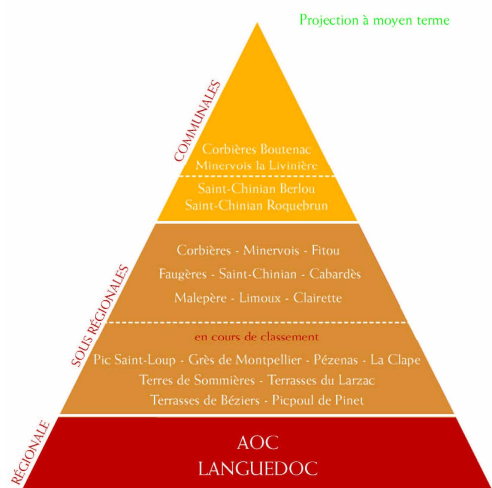 Projection à moyen terme
COMMUNALES
Corbières Boutenac
Minervois la Livinière
Saint-Chinian Berlou
Saint-Chinian Roquebrun
SOUS RÉGIONALES
Corbières - Minervois - Fitou
Faugères - Saint-Chinian - Cabardès
Malepère - Limoux - Clairette
en cours de classement
Pic Saint-Loup - Grès de Montpellier - Pézenas - La Clape
Terres de Sommières - Terrasses du Larzac
Terrasses de Béziers - Picpoul de Pinet
RÉGIONALE
AOC
LANGUEDOC